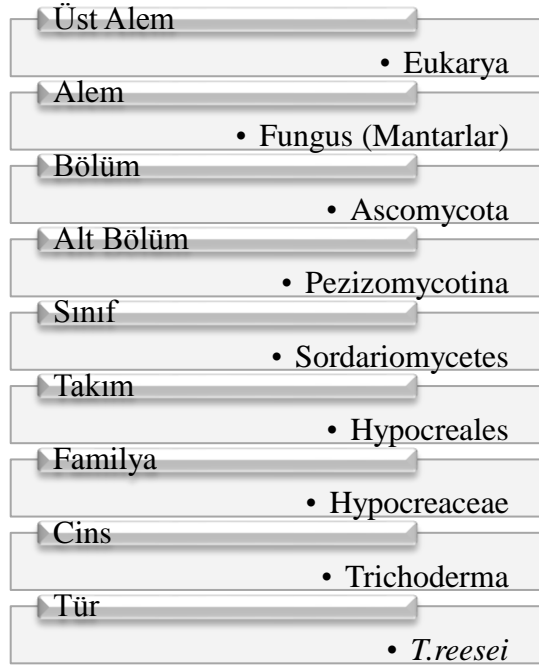 Üst Alem
• Eukarya
Alem
• Fungus (Mantarlar)
Bölüm
• Ascomycota
Alt Bölüm
• Pezizomycotina
Sınıf
• Sordariomycetes
Takım
• Hypocreales
Familya
• Hypocreaceae
Cins
• Trichoderma
Tür
• T.reesei